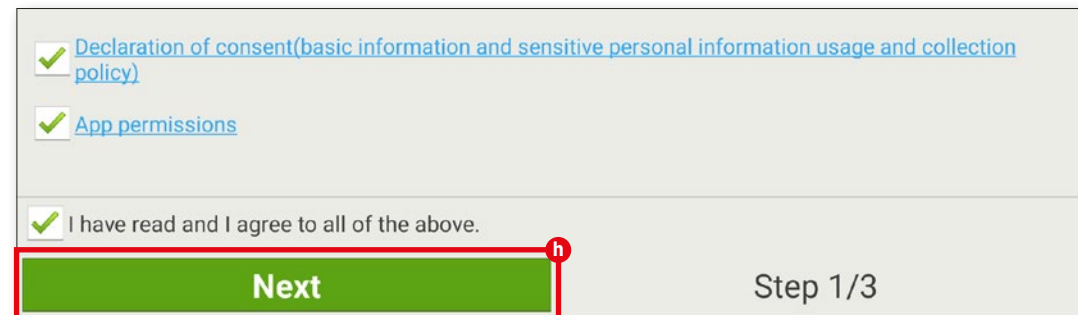 Declaration of consent(basic information and sensitive personal information usage and collection
policy)
App permissions
I have read and I agree to all of the above.
h
Next
Step 1/3